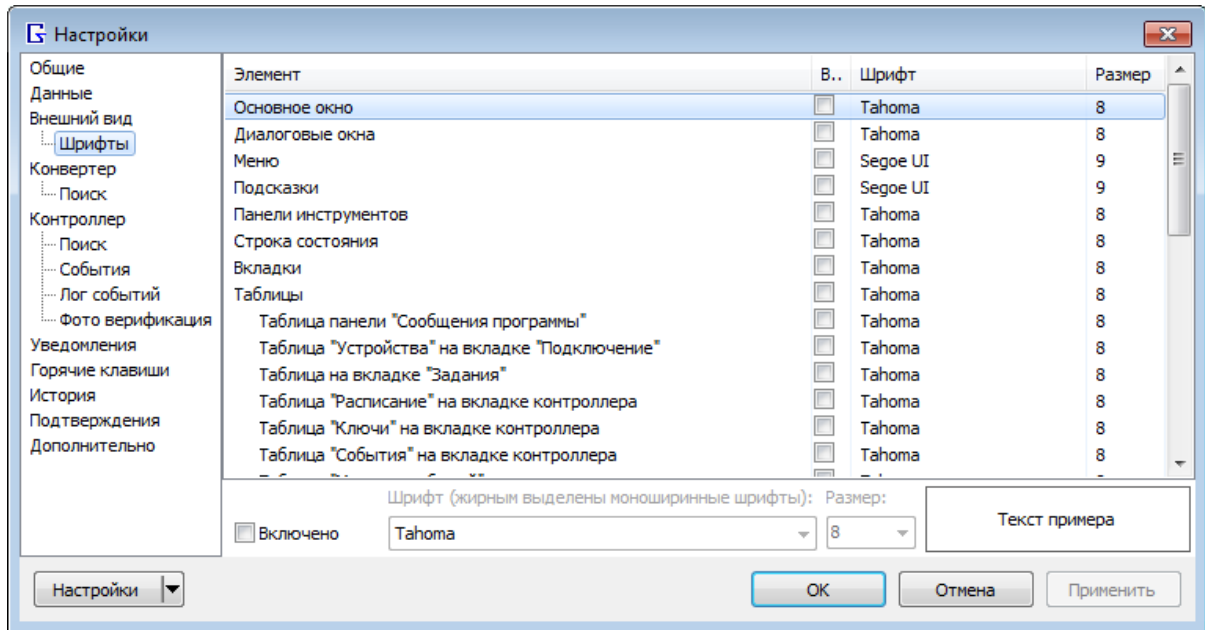 Настройки
Общие
Данные
Внешний вид
Шрифты
Конвертер
Поиск
Контроллер
Поиск
События
Лог событий
Фото верификация
Уведомления
Горячие клавиши
История
Подтверждения
Дополнительно
Элемент В.. Шрифт Размер
Основное окно Tahoma 8
Диалоговые окна Tahoma 8
Меню Segoe UI 9
Подсказки Segoe UI 9
Панели инструментов Tahoma 8
Строка состояния Tahoma 8
Вкладки Tahoma 8
Таблицы Tahoma 8
Таблица панели "Сообщения программы" Tahoma 8
Таблица "Устройства" на вкладке "Подключение" Tahoma 8
Таблица на вкладке "Задания" Tahoma 8
Таблица "Расписание" на вкладке контроллера Tahoma 8
Таблица "Ключи" на вкладке контроллера Tahoma 8
Таблица "События" на вкладке контроллера Tahoma 8
Шрифт (жирным выделены моноширинные шрифты): Размер:
Включено Tahoma 8 Текст примера
Настройки OK Отмена Применить